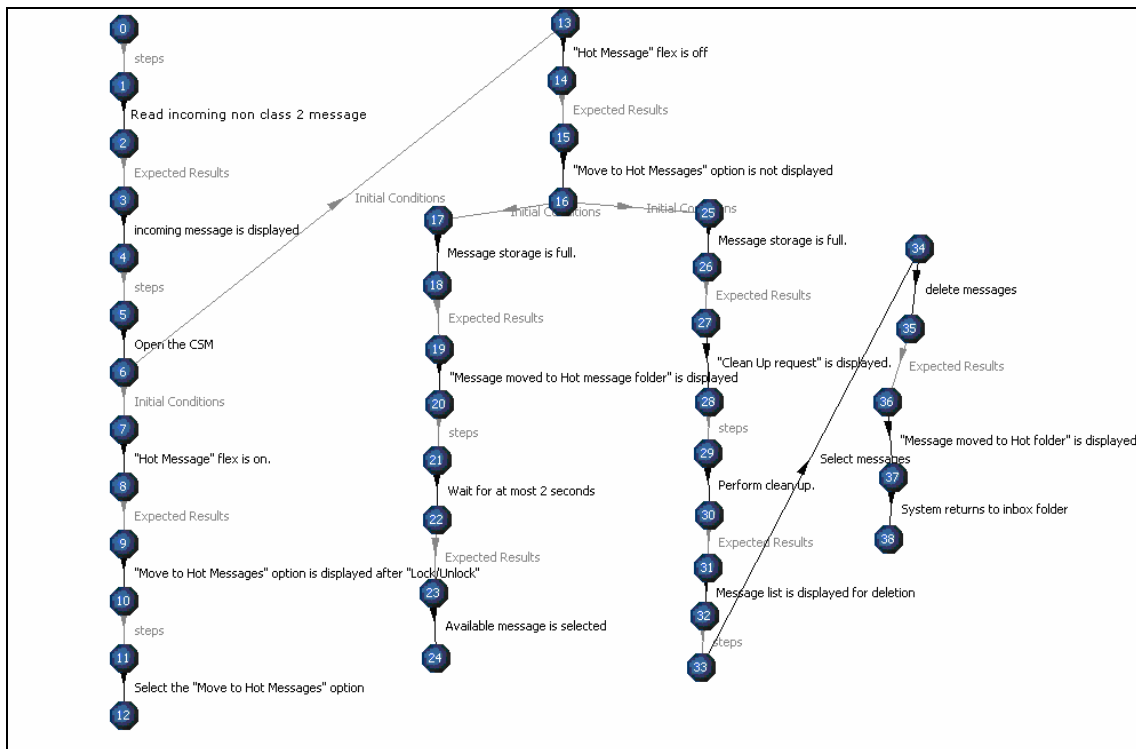 0
steps
1
Read incoming non class 2 message
2
Expected Results
3
incoming message is displayed
4
steps
5
Open the CSM
6
Initial Conditions
7
"Hot Message" flex is on.
8
Expected Results
9
"Move to Hot Messages" option is displayed after "Lock/Unlock"
10
steps
11
Select the "Move to Hot Messages" option
12
Initial Conditions
13
"Hot Message" flex is off
14
Expected Results
15
"Move to Hot Messages" option is not displayed
16
Initial Conditions
17
Message storage is full.
18
Expected Results
19
"Message moved to Hot message folder" is displayed
20
steps
21
Wait for at most 2 seconds
22
Expected Results
23
Available message is selected
24
Initial Conditions
25
Message storage is full.
26
Expected Results
27
"Clean Up request" is displayed.
28
steps
29
Perform clean up.
30
Expected Results
31
Message list is displayed for deletion
32
steps
33
Select messages
34
delete messages
35
Expected Results
36
"Message moved to Hot folder" is displayed
37
System returns to inbox folder
38